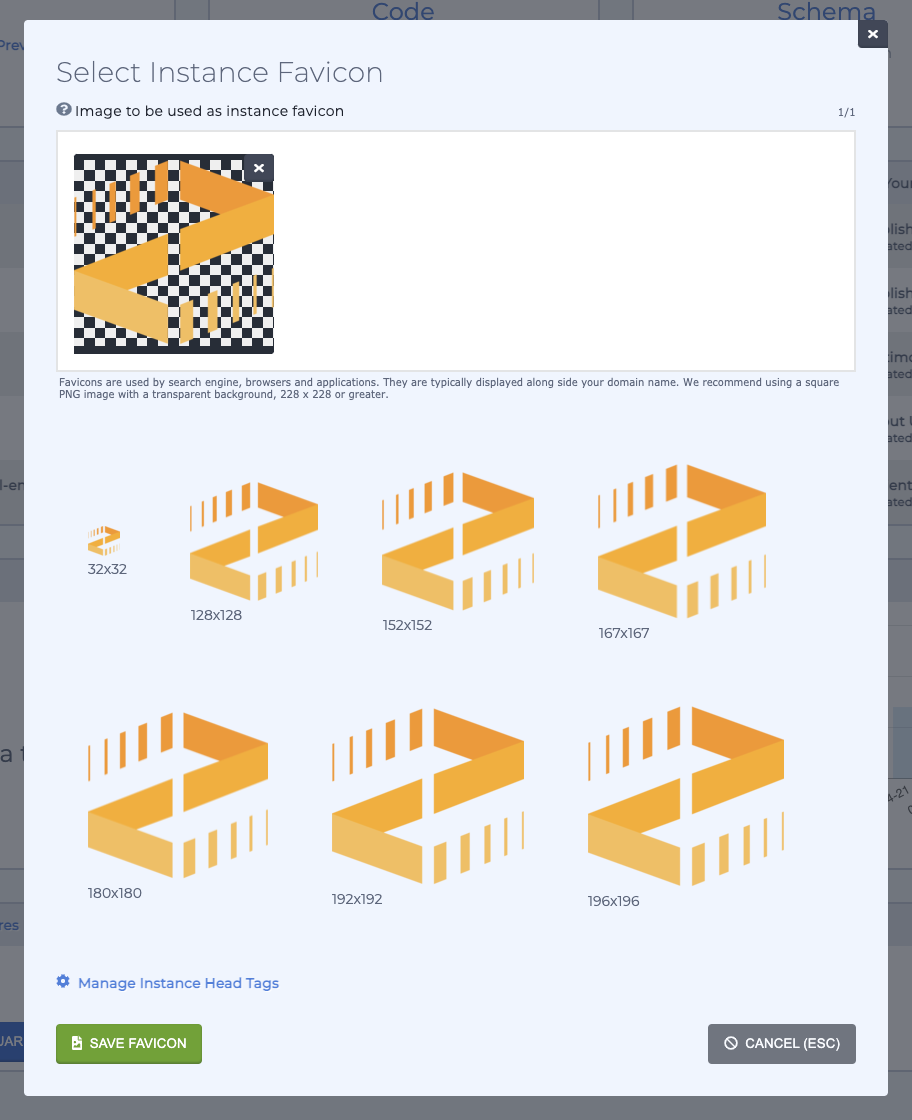 Code
Schema
Prev
Select Instance Favicon
Image to be used as instance favicon
1/1
Favicons are used by search engine, browsers and applications. They are typically displayed along side your domain name. We recommend using a square
PNG image with a transparent background, 228 x 228 or greater.
32x32
128x128
152x152
167x167
180x180
192x192
196x196
Manage Instance Head Tags
SAVE FAVICON
CANCEL (ESC)